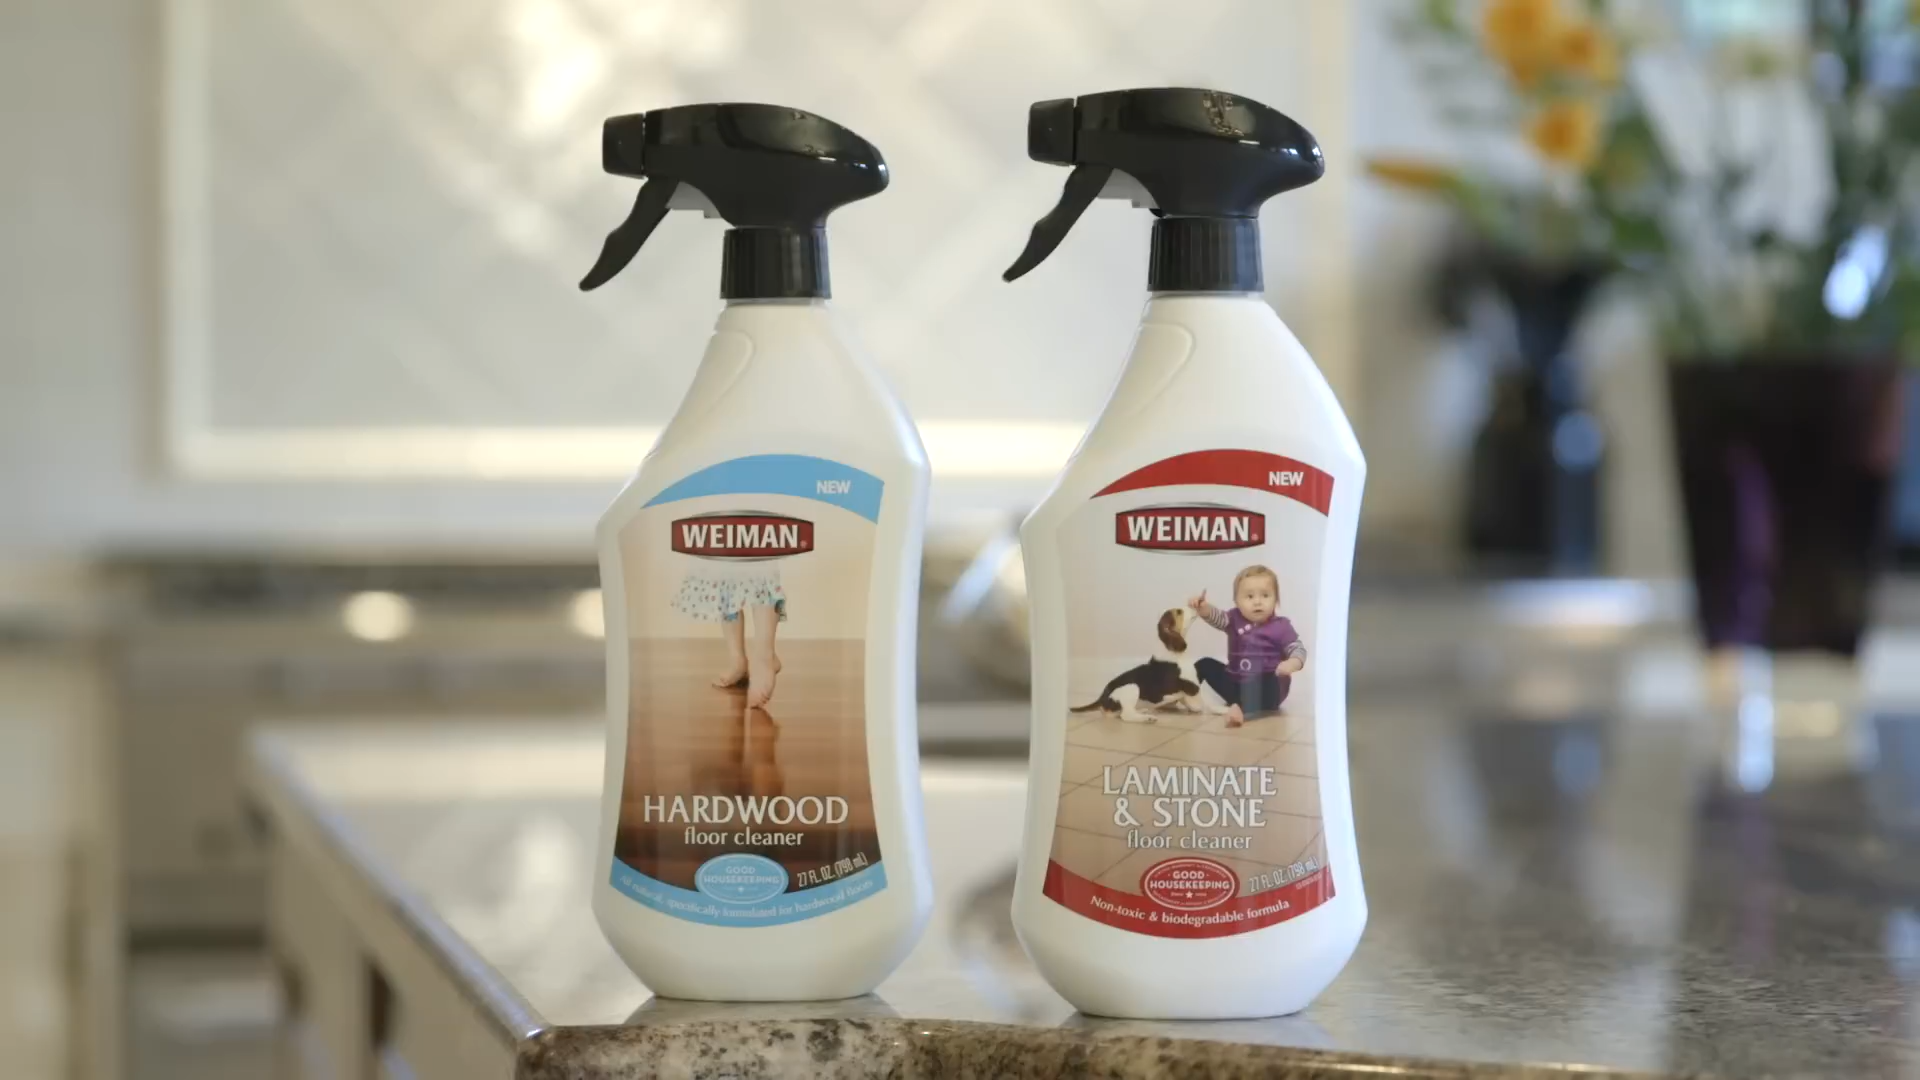 NEW
WEIMAN
HARDWOOD
floor cleaner
GOOD
HOUSEKEEPING
27 FL. OZ. (798 mL)
All natural, specifically formulated for hardwood floors
NEW
WEIMAN
LAMINATE
& STONE
floor cleaner
GOOD
HOUSEKEEPING
27 FL. OZ. (798 mL)
Non-toxic & biodegradable formula